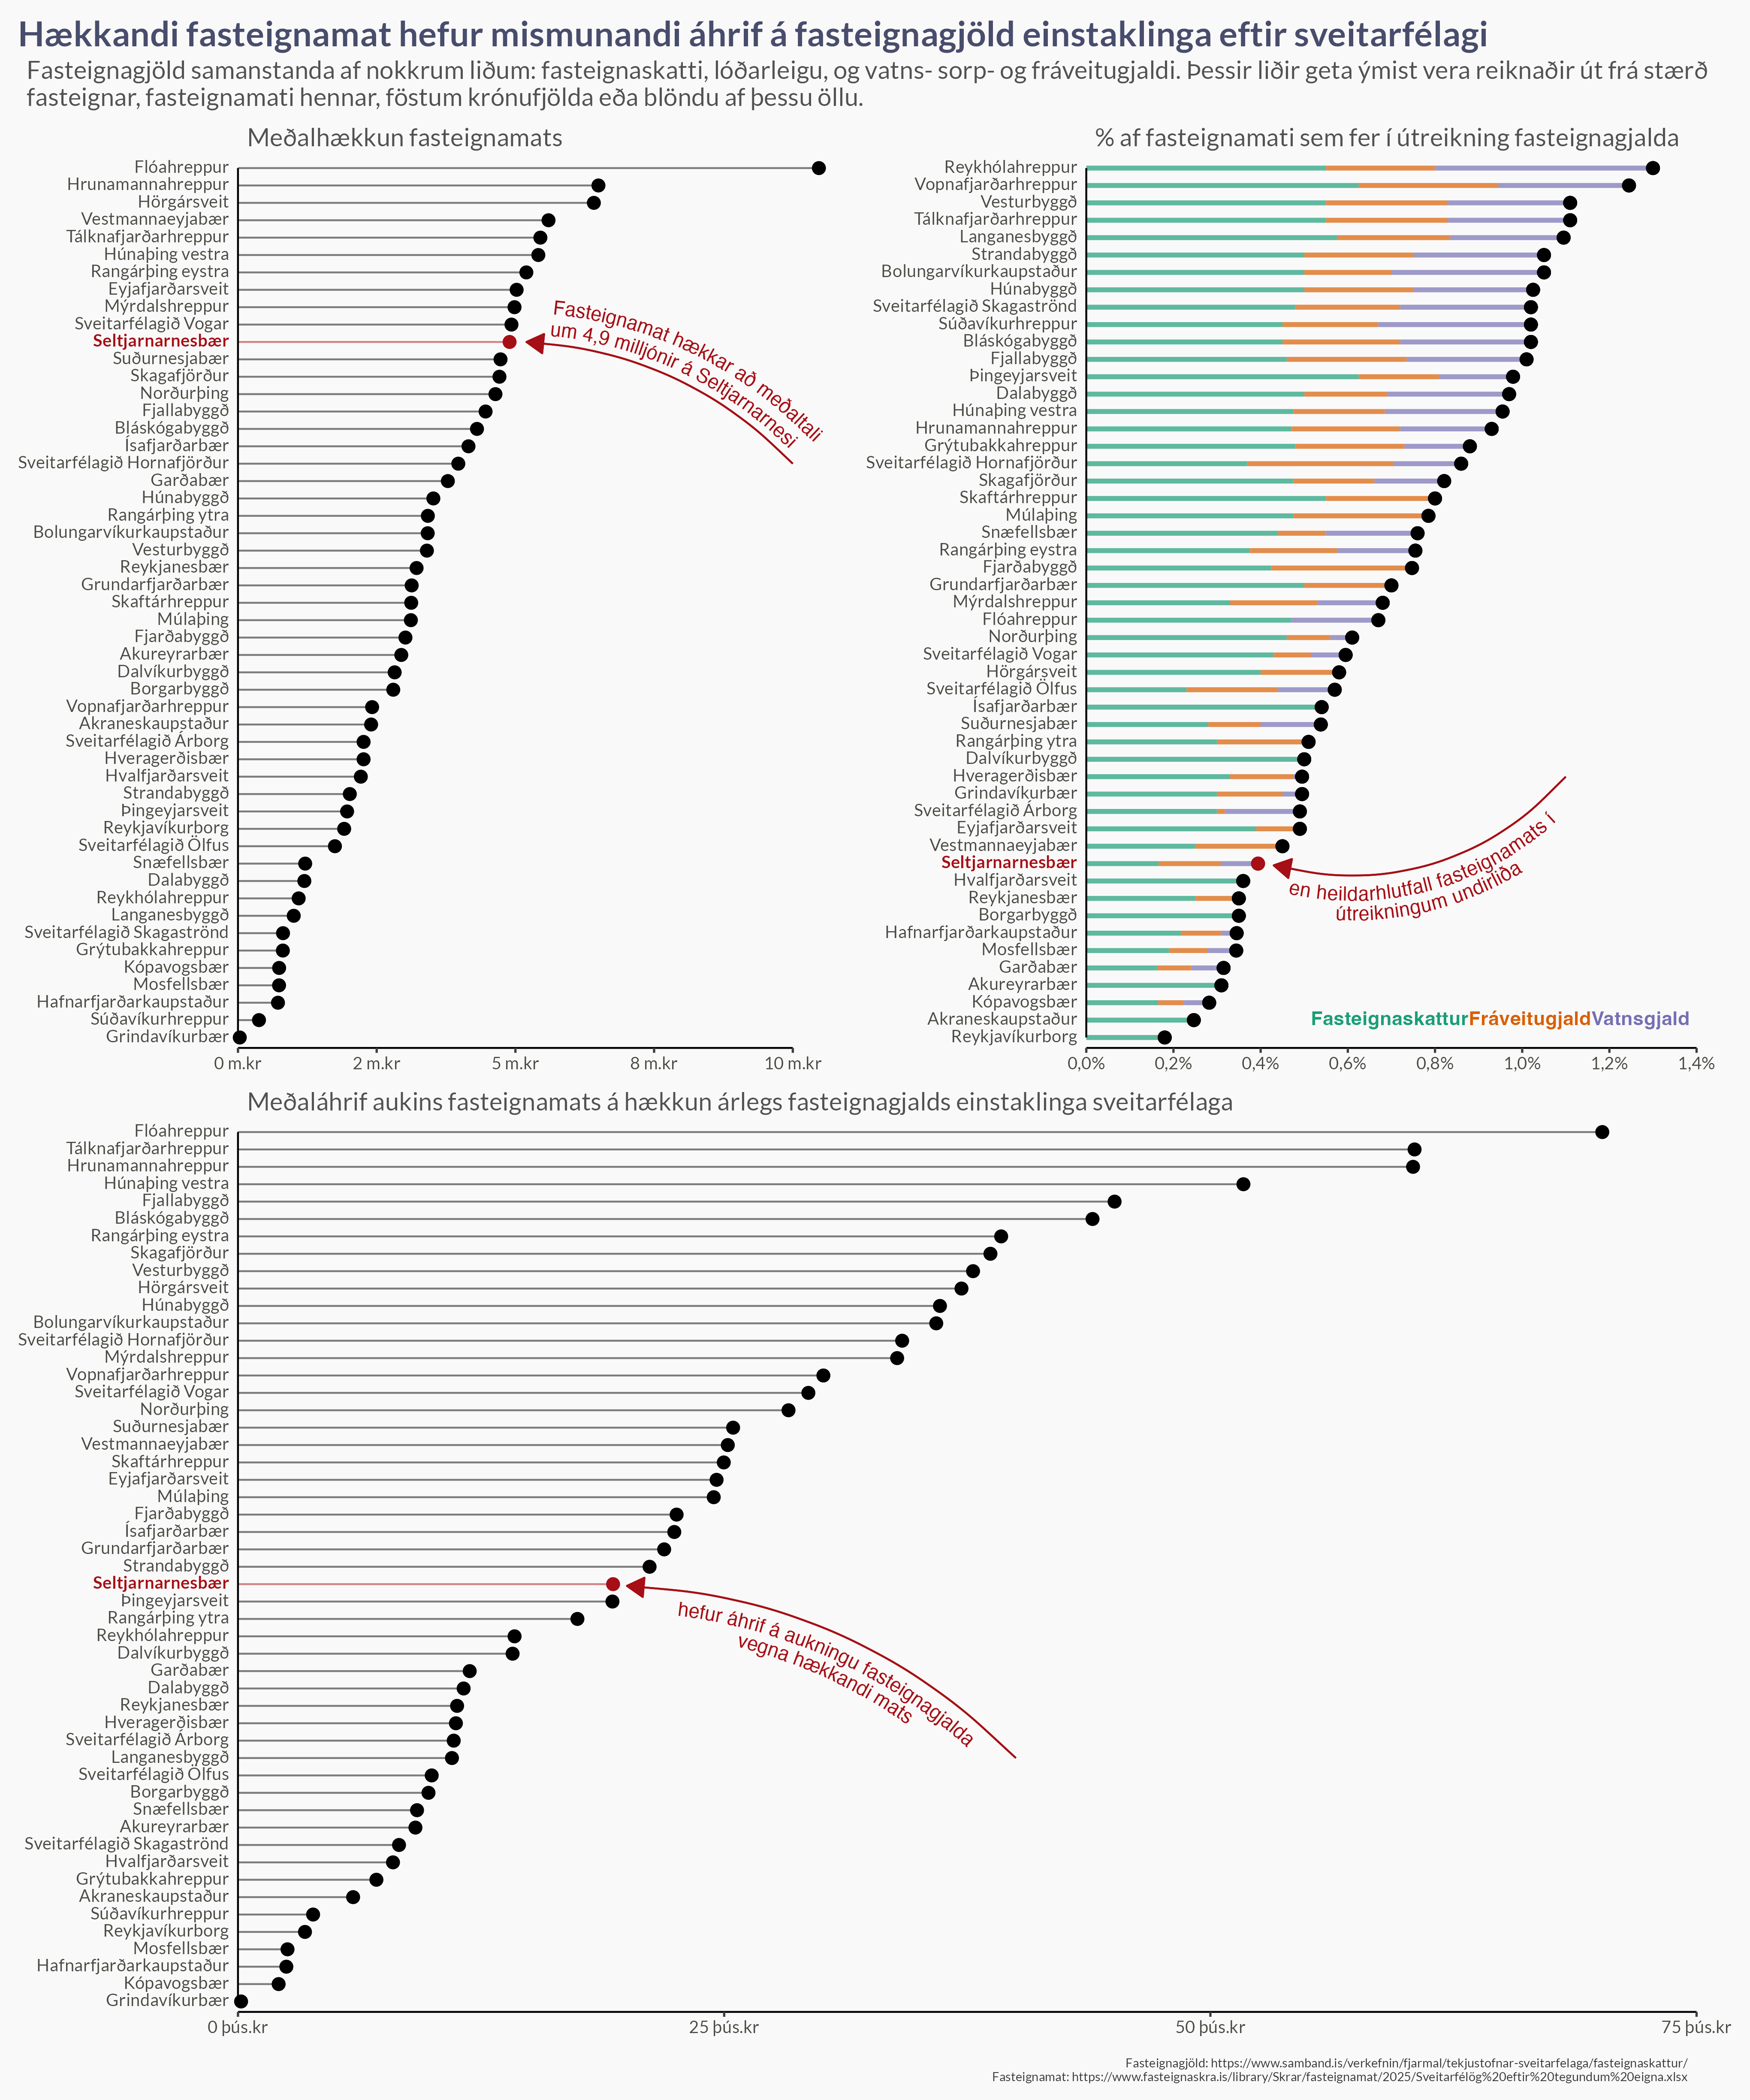 Hækkandi fasteignamat hefur mismunandi áhrif á fasteignagjöld einstaklinga eftir sveitarfélagi
Fasteignagjöld samanstanda af nokkrum liðum: fasteignaskatti, lóðarleigu, og vatns- sorp- og fráveitugjaldi. Þessir liðir geta ýmist vera reiknaðir út frá stærð
fasteignar, fasteignamati hennar, föstum krónufjölda eða blöndu af þessu öllu.
Meðalhækkun fasteignamats
Flóahreppur
Hrunamannahreppur
Hörgársveit
Vestmannaeyjabær
Tálknafjarðarhreppur
Húnaþing vestra
Rangárþing eystra
Eyjafjarðarsveit
Mýrdalshreppur
Sveitarfélagið Vogar
Seltjarnarnesbær
Suðurnesjabær
Skagafjörður
Norðurþing
Fjallabyggð
Bláskógabyggð
Ísafjarðarbær
Sveitarfélagið Hornafjörður
Garðabær
Húnabyggð
Rangárþing ytra
Bolungarvíkurkaupstaður
Vesturbyggð
Reykjanesbær
Grundarfjarðarbær
Skaftárhreppur
Múlaþing
Fjarðabyggð
Akureyrarbær
Dalvíkurbyggð
Borgarbyggð
Vopnafjarðarhreppur
Akraneskaupstaður
Sveitarfélagið Árborg
Hveragerðisbær
Hvalfjarðarsveit
Strandabyggð
Þingeyjarsveit
Reykjavíkurborg
Sveitarfélagið Ölfus
Snæfellsbær
Dalabyggð
Reykhólahreppur
Langanesbyggð
Sveitarfélagið Skagaströnd
Grýtubakkahreppur
Kópavogsbær
Mosfellsbær
Hafnarfjarðarkaupstaður
Súðavíkurhreppur
Grindavíkurbær
0 m.kr 2 m.kr 5 m.kr 8 m.kr 10 m.kr
Fasteignamat hækkar að meðaltali
um 4,9 milljónir á Seltjarnarnesi
% af fasteignamati sem fer í útreikning fasteignagjalda
Reykhólahreppur
Vopnafjarðarhreppur
Vesturbyggð
Tálknafjarðarhreppur
Langanesbyggð
Strandabyggð
Bolungarvíkurkaupstaður
Húnabyggð
Sveitarfélagið Skagaströnd
Súðavíkurhreppur
Bláskógabyggð
Fjallabyggð
Þingeyjarsveit
Dalabyggð
Húnaþing vestra
Hrunamannahreppur
Grýtubakkahreppur
Sveitarfélagið Hornafjörður
Skagafjörður
Skaftárhreppur
Múlaþing
Snæfellsbær
Rangárþing eystra
Fjarðabyggð
Grundarfjarðarbær
Mýrdalshreppur
Flóahreppur
Norðurþing
Sveitarfélagið Vogar
Hörgársveit
Sveitarfélagið Ölfus
Ísafjarðarbær
Suðurnesjabær
Rangárþing ytra
Dalvíkurbyggð
Hveragerðisbær
Grindavíkurbær
Sveitarfélagið Árborg
Eyjafjarðarsveit
Vestmannaeyjabær
Seltjarnarnesbær
Hvalfjarðarsveit
Reykjanesbær
Borgarbyggð
Hafnarfjarðarkaupstaður
Mosfellsbær
Garðabær
Akureyrarbær
Kópavogsbær
Akraneskaupstaður
Reykjavíkurborg
0,0% 0,2% 0,4% 0,6% 0,8% 1,0% 1,2% 1,4%
en heildarhlutfall fasteignamats í
útreikningum undirliða
FasteignaskatturFráveitugjaldVatnsgjald
Meðaláhrif aukins fasteignamats á hækkun árlegs fasteignagjalds einstaklinga sveitarfélaga
Flóahreppur
Tálknafjarðarhreppur
Hrunamannahreppur
Húnaþing vestra
Fjallabyggð
Bláskógabyggð
Rangárþing eystra
Skagafjörður
Vesturbyggð
Hörgársveit
Húnabyggð
Bolungarvíkurkaupstaður
Sveitarfélagið Hornafjörður
Mýrdalshreppur
Vopnafjarðarhreppur
Sveitarfélagið Vogar
Norðurþing
Suðurnesjabær
Vestmannaeyjabær
Skaftárhreppur
Eyjafjarðarsveit
Múlaþing
Fjarðabyggð
Ísafjarðarbær
Grundarfjarðarbær
Strandabyggð
Seltjarnarnesbær
Þingeyjarsveit
Rangárþing ytra
Reykhólahreppur
Dalvíkurbyggð
Garðabær
Dalabyggð
Reykjanesbær
Hveragerðisbær
Sveitarfélagið Árborg
Langanesbyggð
Sveitarfélagið Ölfus
Borgarbyggð
Snæfellsbær
Akureyrarbær
Sveitarfélagið Skagaströnd
Hvalfjarðarsveit
Grýtubakkahreppur
Akraneskaupstaður
Súðavíkurhreppur
Reykjavíkurborg
Mosfellsbær
Hafnarfjarðarkaupstaður
Kópavogsbær
Grindavíkurbær
0 þús.kr 25 þús.kr 50 þús.kr 75 þús.kr
hefur áhrif á aukningu fasteignagjalda
vegna hækkandi mats
Fasteignagjöld: https://www.samband.is/verkefnin/fjarmal/tekjustofnar-sveitarfelaga/fasteignaskattur/
Fasteignamat: https://www.fasteignaskra.is/library/Skrar/fasteignamat/2025/Sveitarfélög%20eftir%20tegundum%20eigna.xlsx